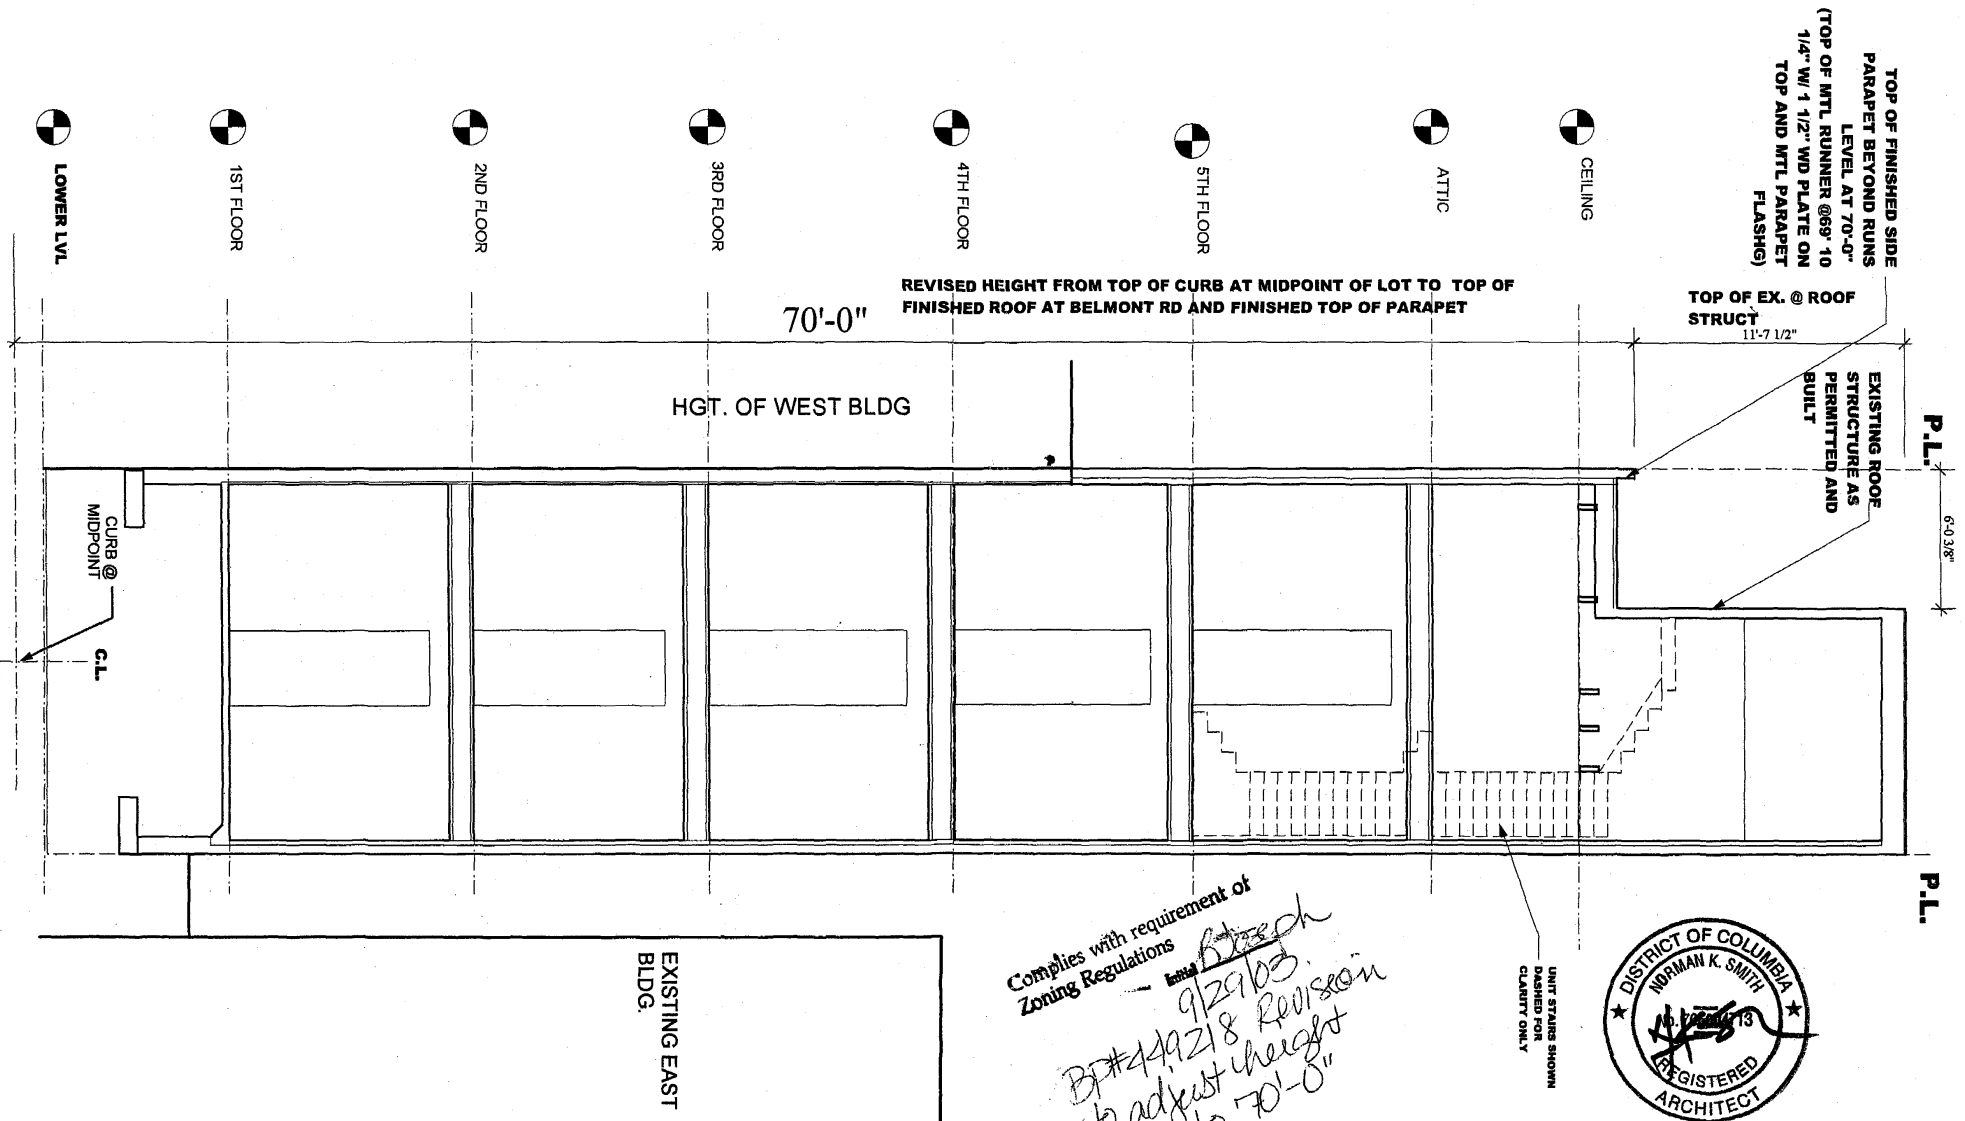 TOP OF FINISHED SIDE
PARAPET BEYOND RUNS
LEVEL AT 70'-0"
(TOP OF MTL RUNNER @69' 10
1/4" W/ 1 1/2" WD PLATE ON
TOP AND MTL PARAPET
FLASHG)
LOWER LVL
1ST FLOOR
2ND FLOOR
3RD FLOOR
4TH FLOOR
5TH FLOOR
ATTIC
CEILING
REVISED HEIGHT FROM TOP OF CURB AT MIDPOINT OF LOT TO TOP OF
FINISHED ROOF AT BELMONT RD AND FINISHED TOP OF PARAPET
70'-0"
TOP OF EX. @ ROOF
STRUCT
11'-7 1/2"
HGT. OF WEST BLDG
EXISTING ROOF
STRUCTURE AS
PERMITTED AND
BUILT
P.L.
6'-0 3/8"
CURB @
MIDPOINT
C.L.
P.L.
UNIT STAIRS SHOWN
DASHED FOR
CLARITY ONLY
EXISTING EAST
BLDG.
Complies with requirement of
Zoning Regulations
Initial
9/29/03.
BP#449218 Revision
to adjust height
to 70'-0"
DISTRICT OF COLUMBIA
NORMAN K. SMITH
No.
REGISTERED
ARCHITECT